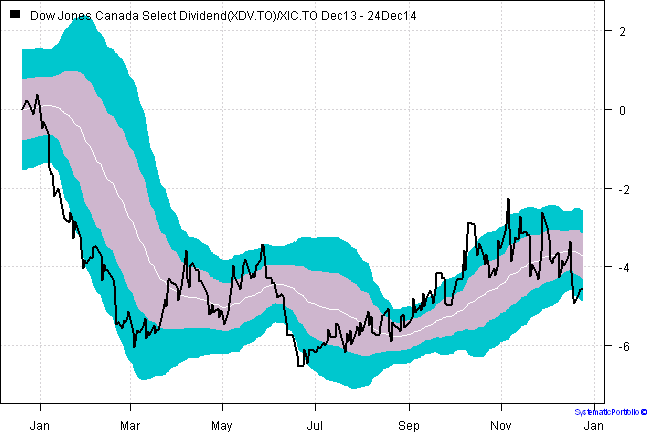 Dow Jones Canada Select Dividend(XDV.TO)/XIC.TO Dec13 - 24Dec14
2
0
-2
-4
-6
Jan Mar May Jul Sep Nov Jan
SystematicPortfolio ©